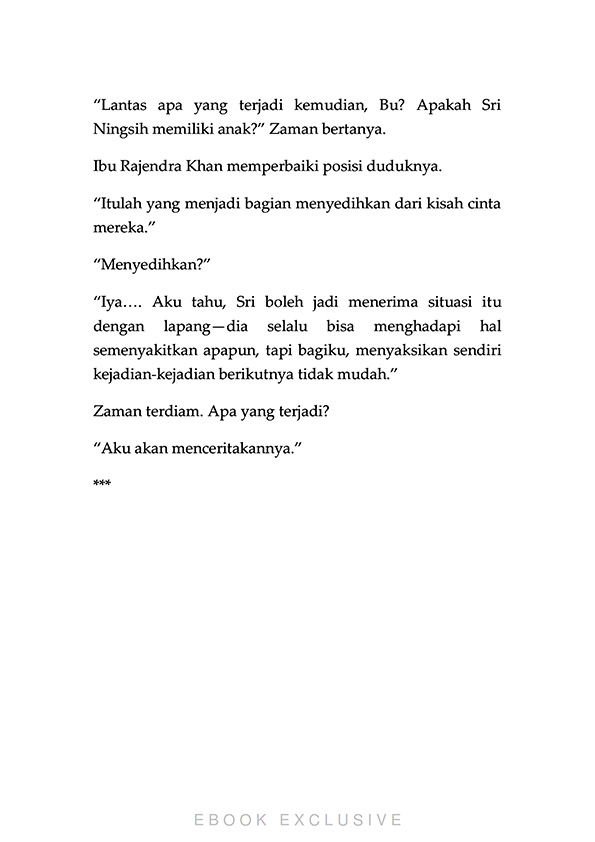 “Lantas apa yang terjadi kemudian, Bu? Apakah Sri
Ningsih memiliki anak?” Zaman bertanya.
Ibu Rajendra Khan memperbaiki posisi duduknya.
“Itulah yang menjadi bagian menyedihkan dari kisah cinta
mereka.”
“Menyedihkan?”
“Iya…. Aku tahu, Sri boleh jadi menerima situasi itu
dengan lapang—dia selalu bisa menghadapi hal
semenyakitkan apapun, tapi bagiku, menyaksikan sendiri
kejadian-kejadian berikutnya tidak mudah.”
Zaman terdiam. Apa yang terjadi?
“Aku akan menceritakannya.”
***
EBOOK EXCLUSIVE